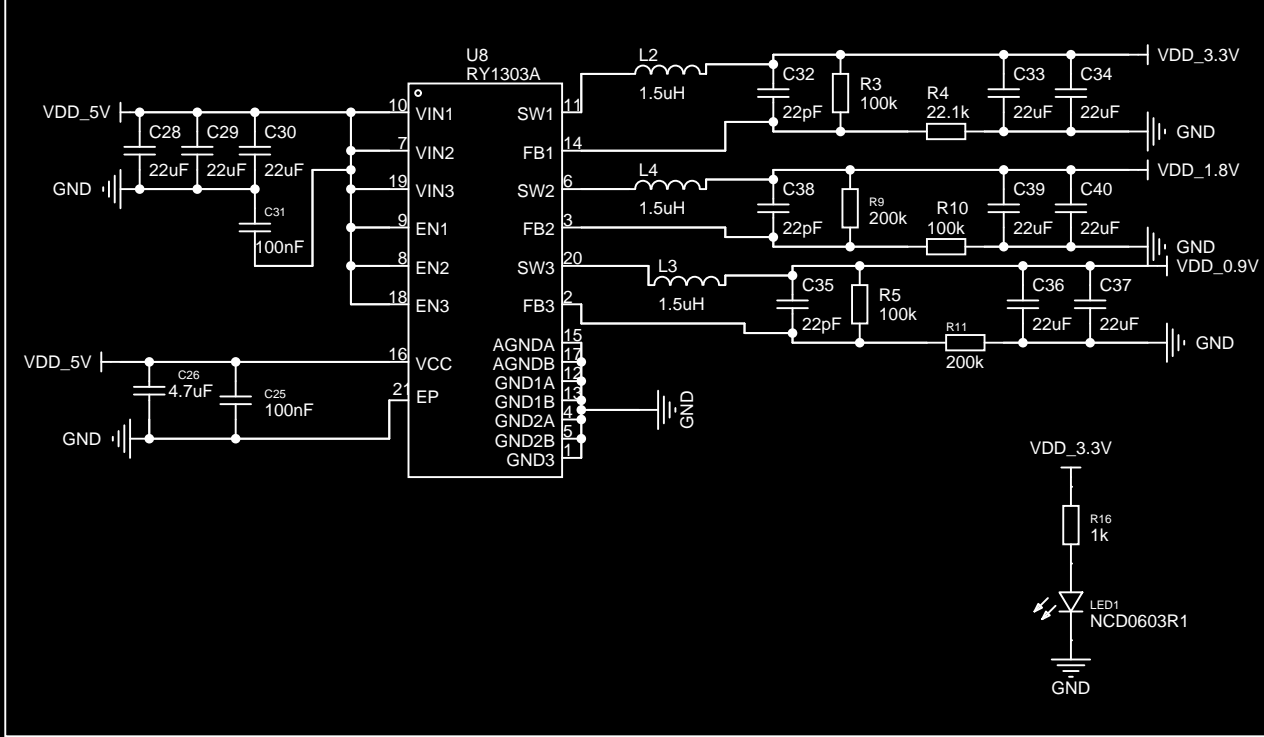 U8
RY1303A
VDD_5V
C28
22uF
C29
22uF
C30
22uF
GND
C31
100nF
10 VIN1
7 VIN2
19 VIN3
9 EN1
8 EN2
18 EN3
16 VCC
21 EP
SW1 11
FB1 14
SW2 6
FB2 3
SW3 20
FB3 2
AGNDA 15
AGNDB 17
GND1A 12
GND1B 13
GND2A 4
GND2B 5
GND3 1
GND
VDD_5V
C26
4.7uF
C25
100nF
GND
L2
1.5uH
C32
22pF
R3
100k
R4
22.1k
C33
22uF
C34
22uF
VDD_3.3V
GND
L4
1.5uH
C38
22pF
R9
200k
R10
100k
C39
22uF
C40
22uF
VDD_1.8V
GND
L3
1.5uH
C35
22pF
R5
100k
R11
200k
C36
22uF
C37
22uF
VDD_0.9V
GND
VDD_3.3V
R16
1k
LED1
NCD0603R1
GND